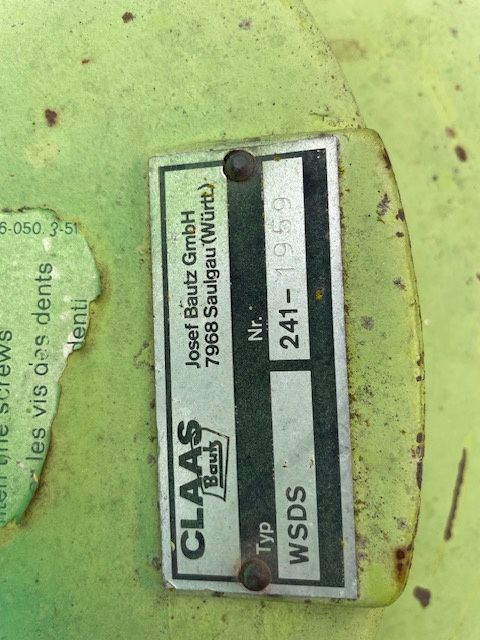 CLAAS
Bautz
Josef Bautz GmbH
7968 Saulgau (Württ.)
Typ
WSDS
Nr.:
241-1959
6-050.3-51
screws
les vis des dents
denti